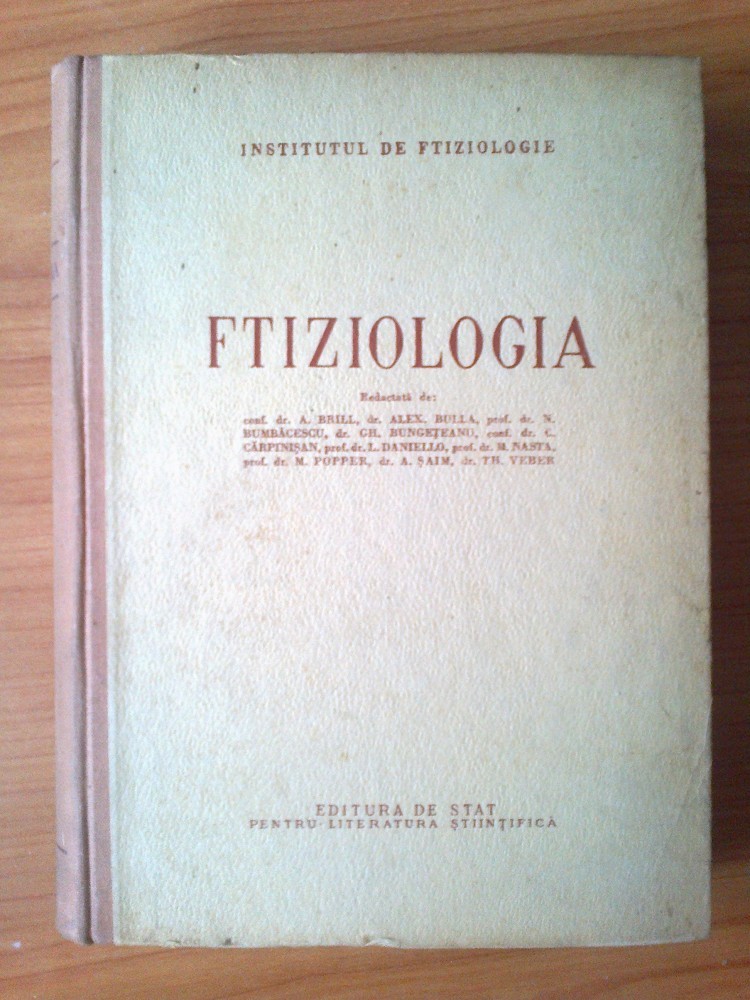 INSTITUTUL DE FTIZIOLOGIE
FTIZIOLOGIA
Redactată de:
conf. dr. A. BRILL, dr. ALEX. BULLA, prof. dr. N.
BUMBĂCESCU, dr. GH. BUNGEȚEANU, conf. dr. C.
CĂRPINIȘAN, prof. dr. L. DANIELLO, prof. dr. M. NASTA,
prof. dr. M. POPPER, dr. A. ȘAIM, dr. TH. VEBER
EDITURA DE STAT
PENTRU LITERATURA ȘTIINȚIFICĂ